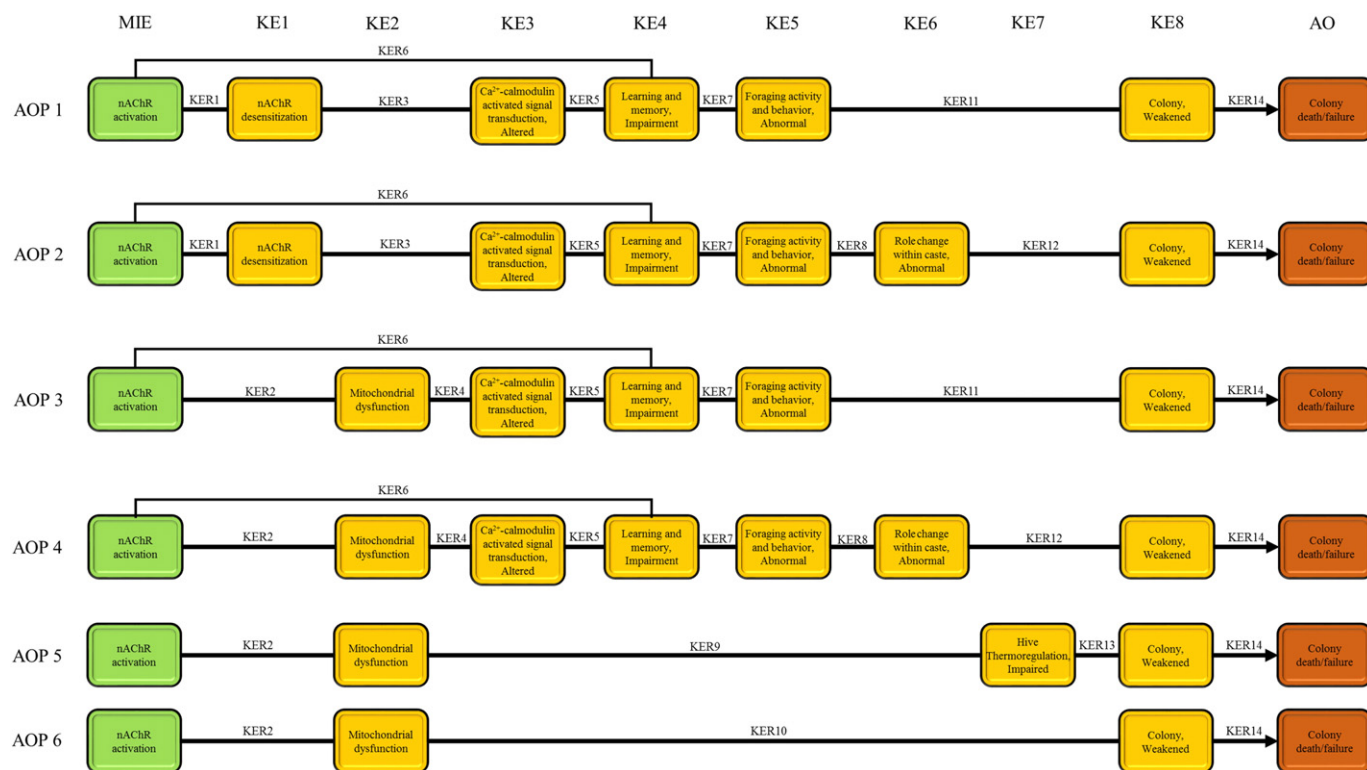 MIE KE1 KE2 KE3 KE4 KE5 KE6 KE7 KE8 AO
KER6
AOP 1
nAChR
activation
KER1
nAChR
desensitization
KER3
Ca²⁺-calmodulin
activated signal
transduction,
Altered
KER5
Learning and
memory,
Impairment
KER7
Foraging activity
and behavior,
Abnormal
KER11
Colony,
Weakened
KER14
Colony
death/failure
KER6
AOP 2
nAChR
activation
KER1
nAChR
desensitization
KER3
Ca²⁺-calmodulin
activated signal
transduction,
Altered
KER5
Learning and
memory,
Impairment
KER7
Foraging activity
and behavior,
Abnormal
KER8
Role change
within caste,
Abnormal
KER12
Colony,
Weakened
KER14
Colony
death/failure
KER6
AOP 3
nAChR
activation
KER2
Mitochondrial
dysfunction
KER4
Ca²⁺-calmodulin
activated signal
transduction,
Altered
KER5
Learning and
memory,
Impairment
KER7
Foraging activity
and behavior,
Abnormal
KER11
Colony,
Weakened
KER14
Colony
death/failure
KER6
AOP 4
nAChR
activation
KER2
Mitochondrial
dysfunction
KER4
Ca²⁺-calmodulin
activated signal
transduction,
Altered
KER5
Learning and
memory,
Impairment
KER7
Foraging activity
and behavior,
Abnormal
KER8
Role change
within caste,
Abnormal
KER12
Colony,
Weakened
KER14
Colony
death/failure
AOP 5
nAChR
activation
KER2
Mitochondrial
dysfunction
KER9
Hive
Thermoregulation,
Impaired
KER13
Colony,
Weakened
KER14
Colony
death/failure
AOP 6
nAChR
activation
KER2
Mitochondrial
dysfunction
KER10
Colony,
Weakened
KER14
Colony
death/failure